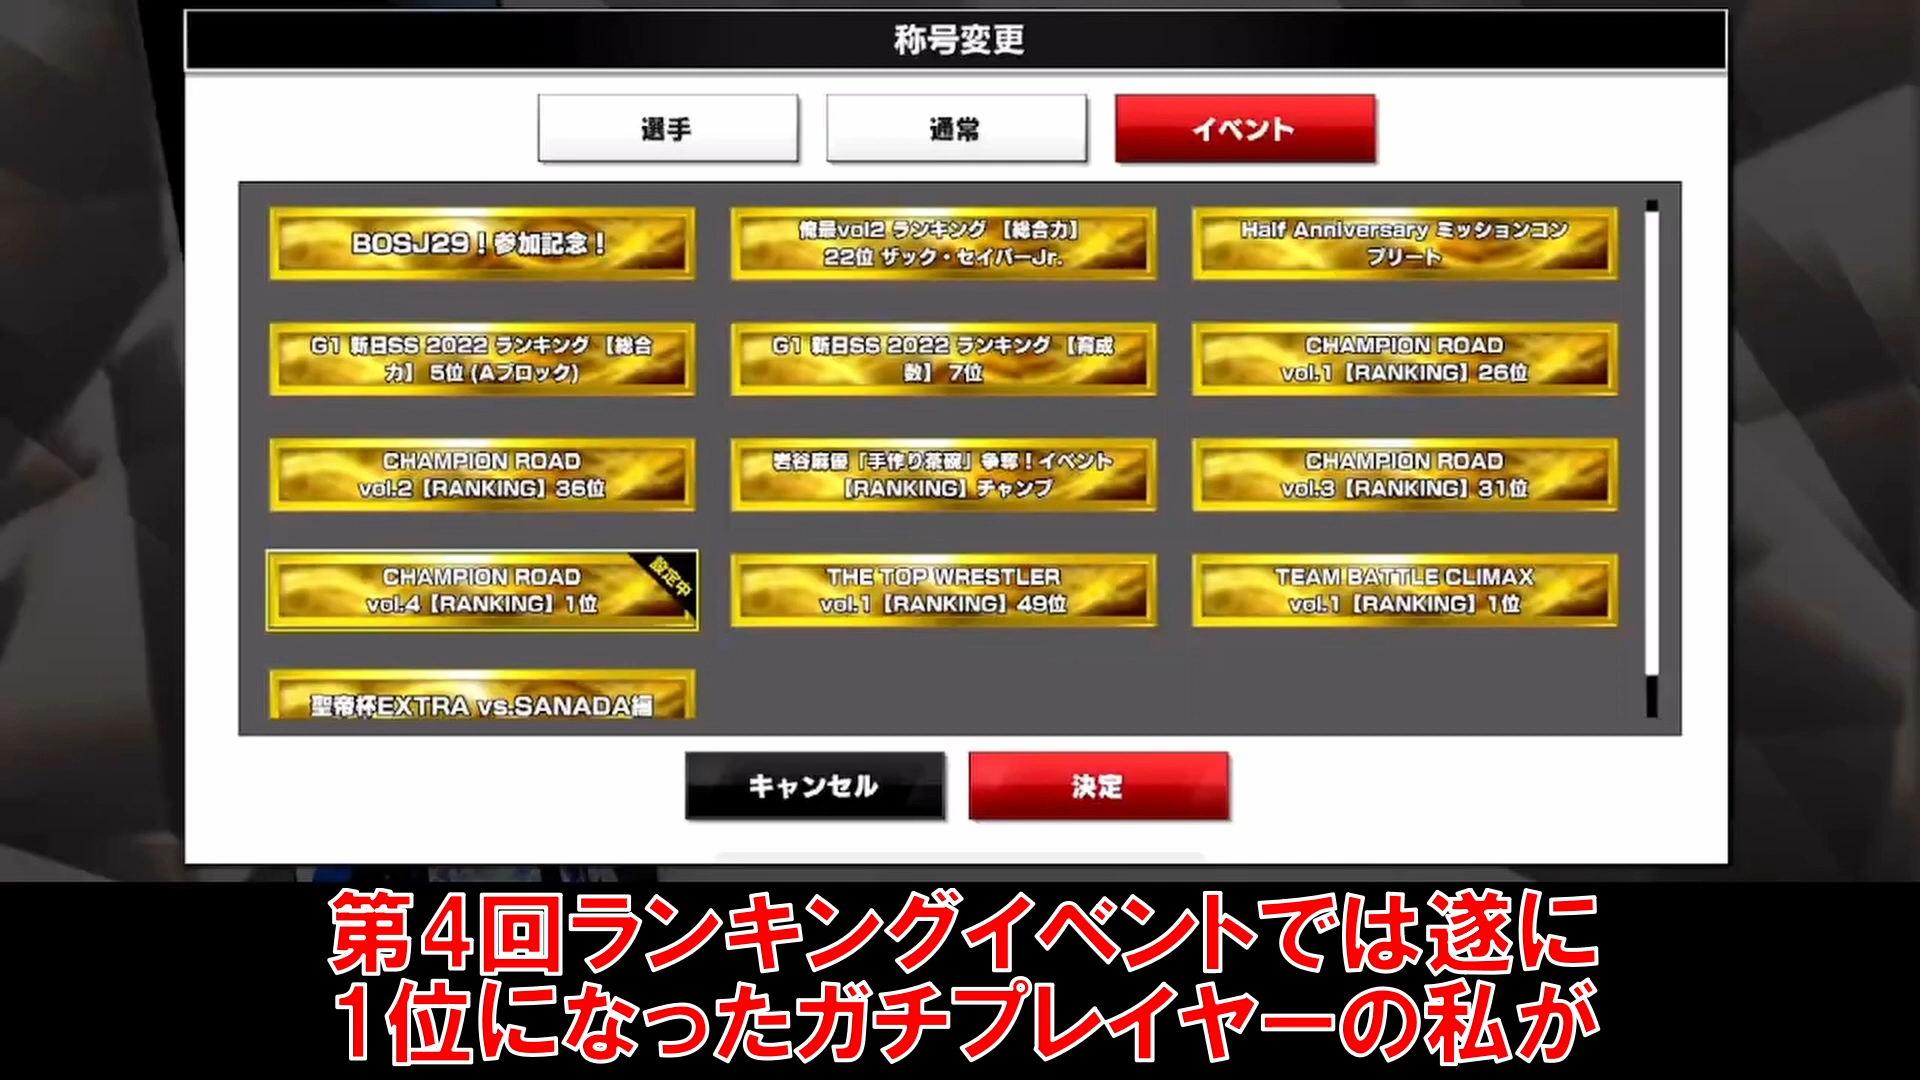 称号変更
選手
通常
イベント
BOSJ29！参加記念！
俺最vol2 ランキング 【総合力】
22位 ザック・セイバーJr.
Half Anniversary ミッションコン
プリート
G1 新日SS 2022 ランキング 【総合
力】 5位 (Aブロック)
G1 新日SS 2022 ランキング 【育成
数】 7位
CHAMPION ROAD
vol.1【RANKING】26位
CHAMPION ROAD
vol.2【RANKING】36位
岩谷麻優「手作り茶碗」争奪！イベント
【RANKING】チャンプ
CHAMPION ROAD
vol.3【RANKING】31位
CHAMPION ROAD
vol.4【RANKING】1位
設定中
THE TOP WRESTLER
vol.1【RANKING】49位
TEAM BATTLE CLIMAX
vol.1【RANKING】1位
聖帝杯EXTRA vs.SANADA編
キャンセル
決定
第4回ランキングイベントでは遂に
1位になったガチプレイヤーの私が